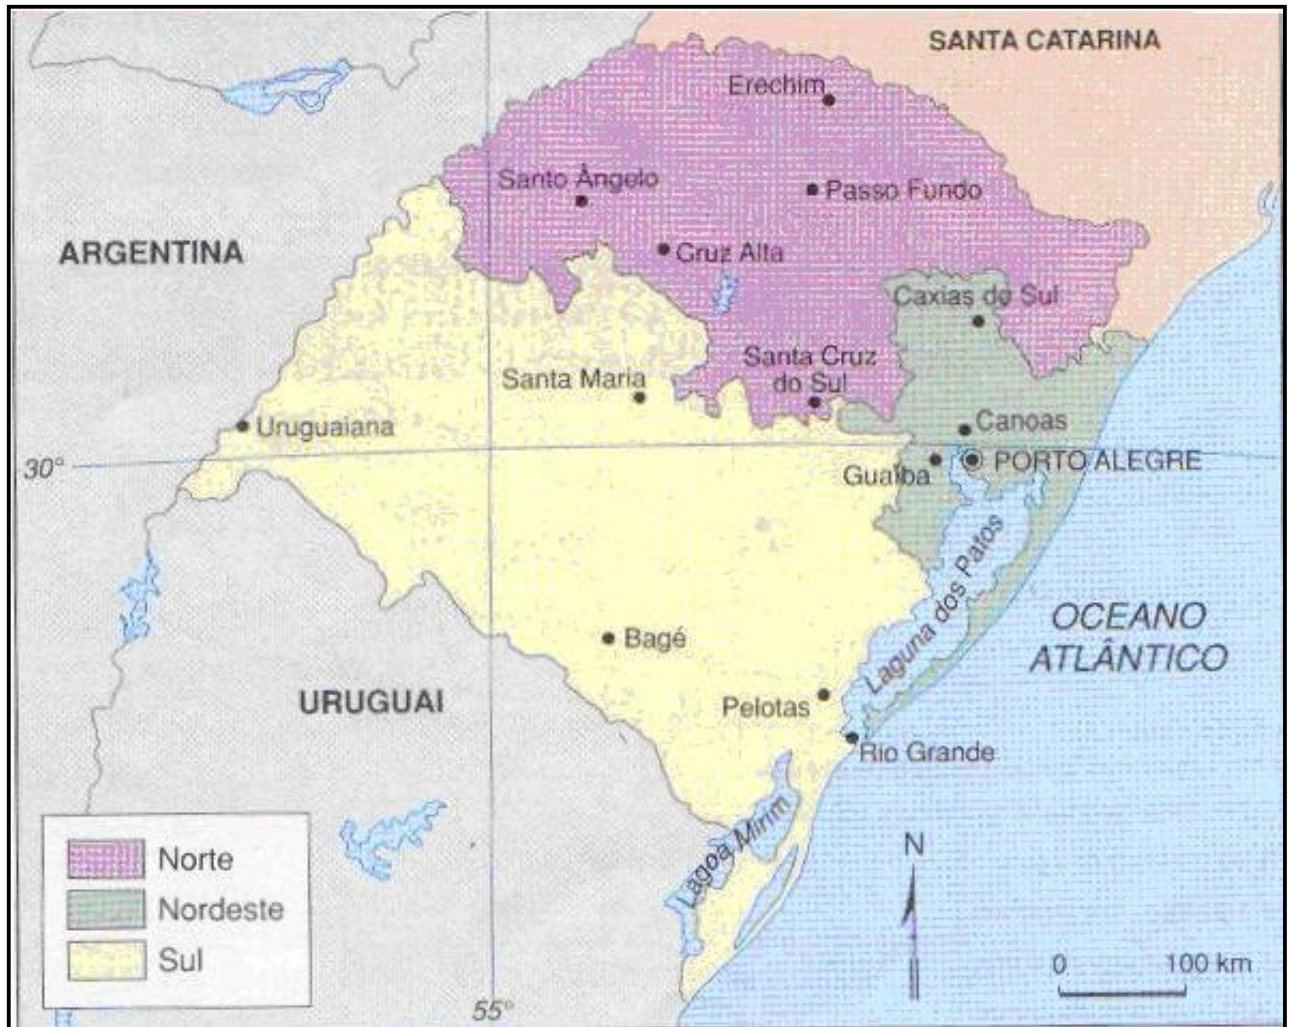 SANTA CATARINA
Erechim
Santo Ângelo
Passo Fundo
ARGENTINA
Cruz Alta
Caxias do Sul
Santa Cruz
do Sul
Santa Maria
Uruguaiana
Canoas
30°
Guaíba
PORTO ALEGRE
Laguna dos Patos
OCEANO
ATLÂNTICO
Bagé
URUGUAI
Pelotas
Rio Grande
Lagoa Mirim
N
Norte
Nordeste
Sul
0 100 km
55°